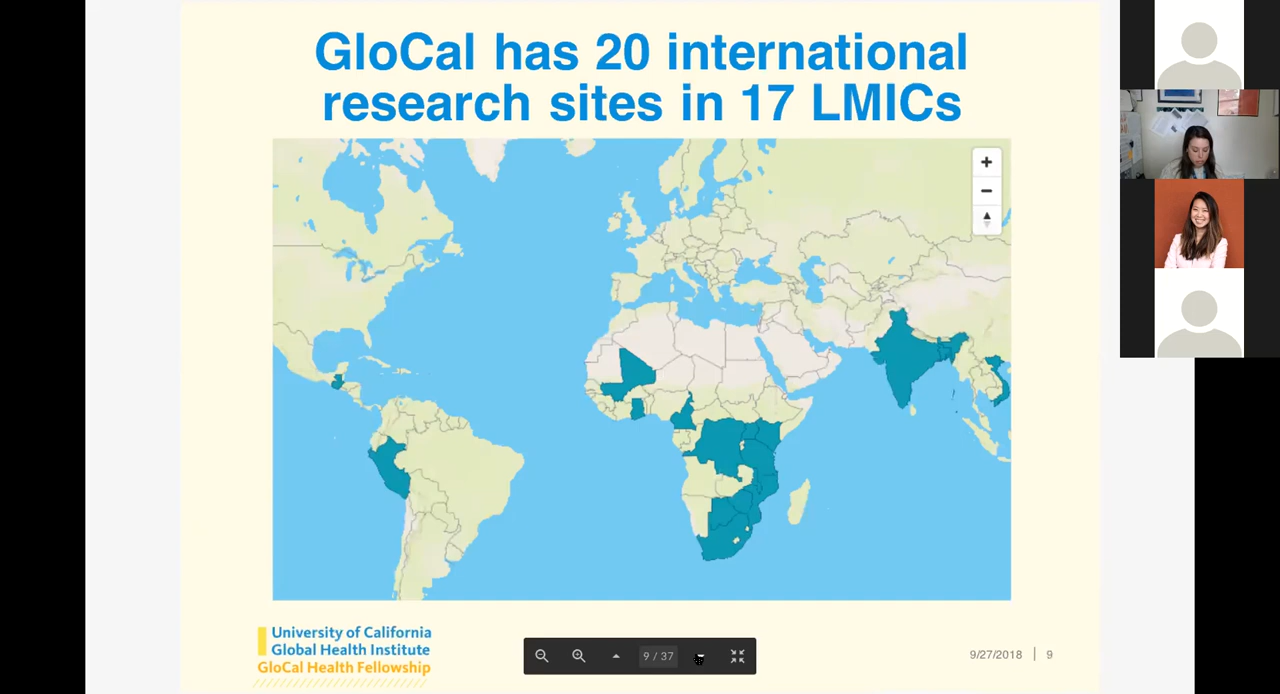 GloCal has 20 international
research sites in 17 LMICs
University of California
Global Health Institute
GloCal Health Fellowship
9 / 37
9/27/2018 | 9